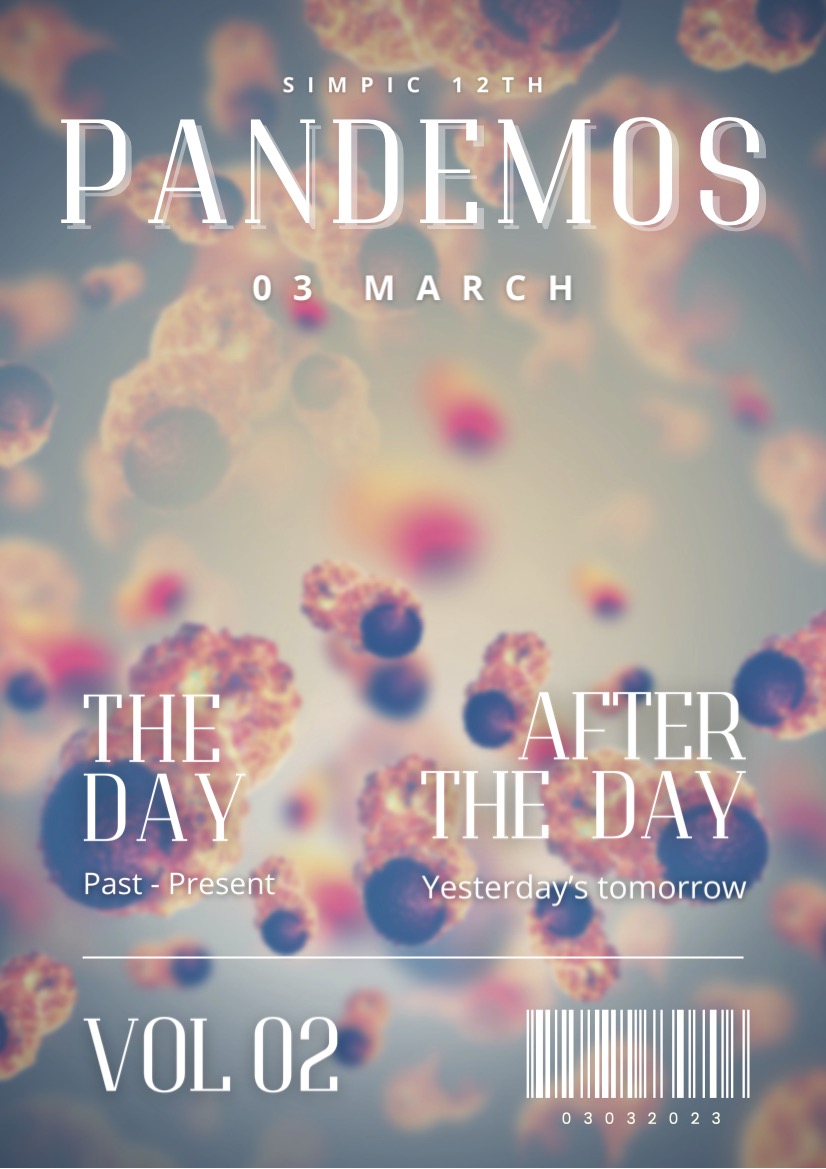 SIMPIC 12TH
PANDEMOS
03 MARCH
THE
DAY
Past - Present
AFTER
THE DAY
Yesterday's tomorrow
VOL 02
03032023